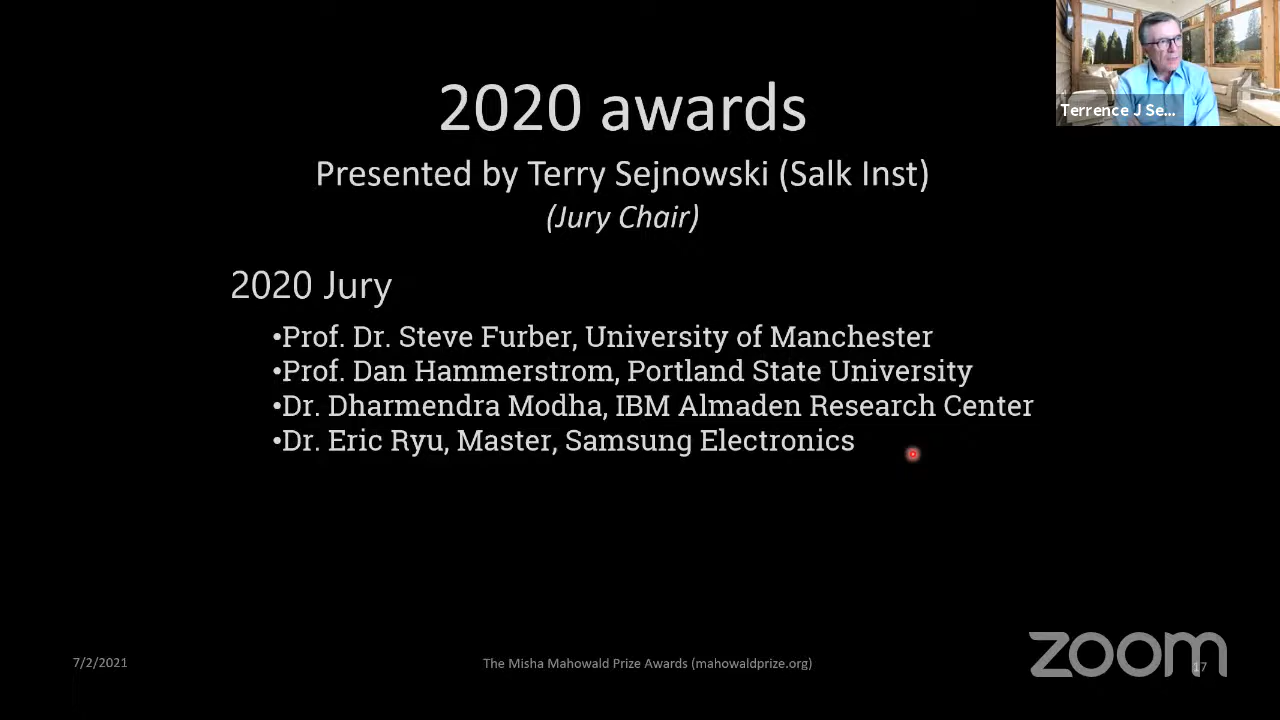 2020 awards
Terrence J Se...
Presented by Terry Sejnowski (Salk Inst)
(Jury Chair)
2020 Jury
•Prof. Dr. Steve Furber, University of Manchester
•Prof. Dan Hammerstrom, Portland State University
•Dr. Dharmendra Modha, IBM Almaden Research Center
•Dr. Eric Ryu, Master, Samsung Electronics
7/2/2021
The Misha Mahowald Prize Awards (mahowaldprize.org)
zoom
17